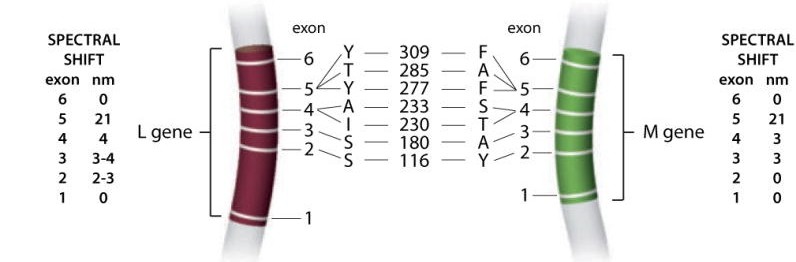 SPECTRAL
SHIFT
exon nm
6 0
5 21
4 4
3 3-4
2 2-3
1 0
L gene
exon
6
5
4
3
2
1
Y — 309 — F
T — 285 — A
Y — 277 — F
A — 233 — S
I — 230 — T
S — 180 — A
S — 116 — Y
exon
6
5
4
3
2
1
M gene
SPECTRAL
SHIFT
exon nm
6 0
5 21
4 3
3 3
2 0
1 0